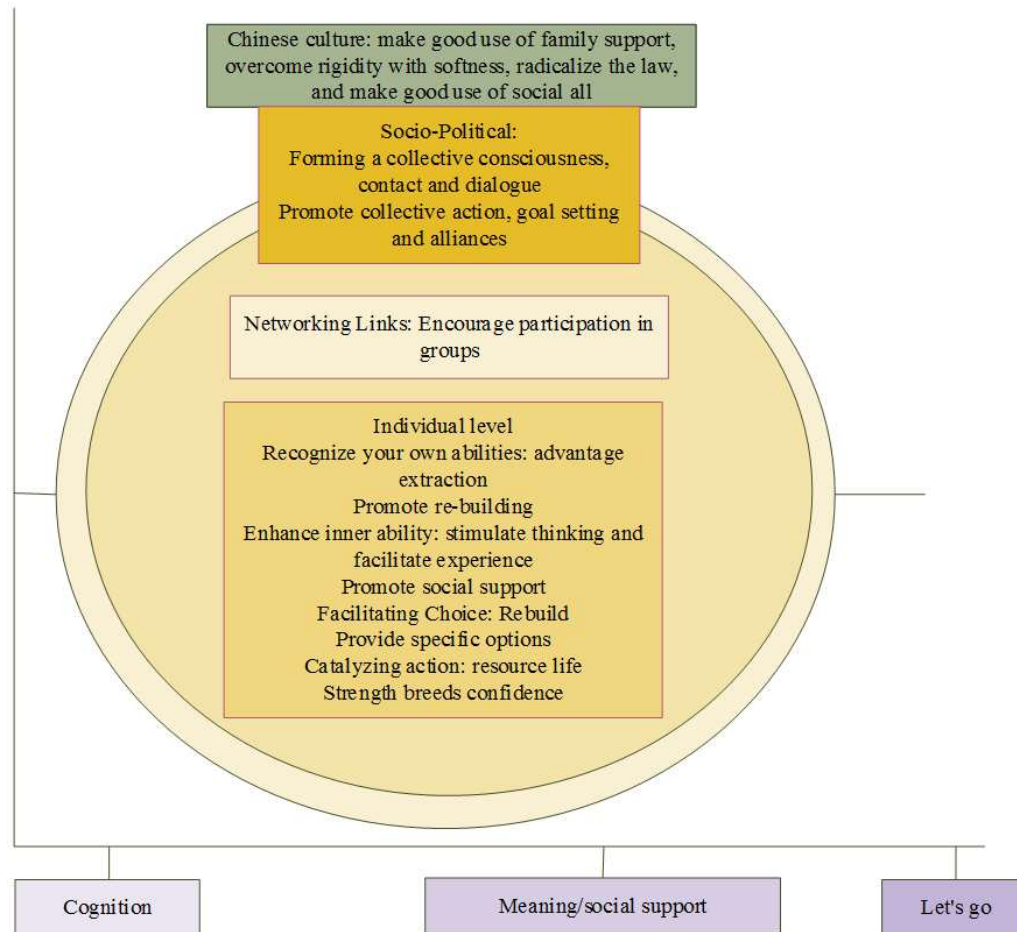 Chinese culture: make good use of family support,
overcome rigidity with softness, radicalize the law,
and make good use of social all
Socio-Political:
Forming a collective consciousness,
contact and dialogue
Promote collective action, goal setting
and alliances
Networking Links: Encourage participation in
groups
Individual level
Recognize your own abilities: advantage
extraction
Promote re-building
Enhance inner ability: stimulate thinking and
facilitate experience
Promote social support
Facilitating Choice: Rebuild
Provide specific options
Catalyzing action: resource life
Strength breeds confidence
Cognition
Meaning/social support
Let's go